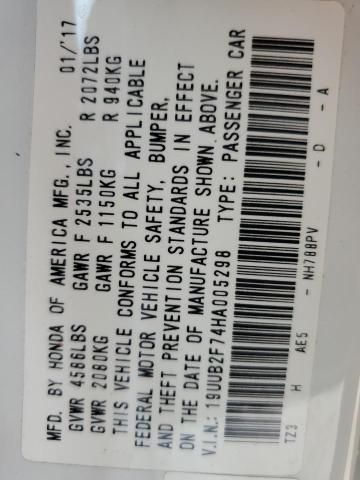 MFD. BY HONDA OF AMERICA MFG., INC. 01/'17
GVWR 4586LBS GAWR F 2535LBS R 2072LBS
GVWR 2080KG GAWR F 1150KG R 940KG
THIS VEHICLE CONFORMS TO ALL APPLICABLE
FEDERAL MOTOR VEHICLE SAFETY, BUMPER,
AND THEFT PREVENTION STANDARDS IN EFFECT
ON THE DATE OF MANUFACTURE SHOWN ABOVE.
V.I.N.: 19UUB2F74HA005298 TYPE: PASSENGER CAR
TZ3 H AE5 - NH788PV - D - A